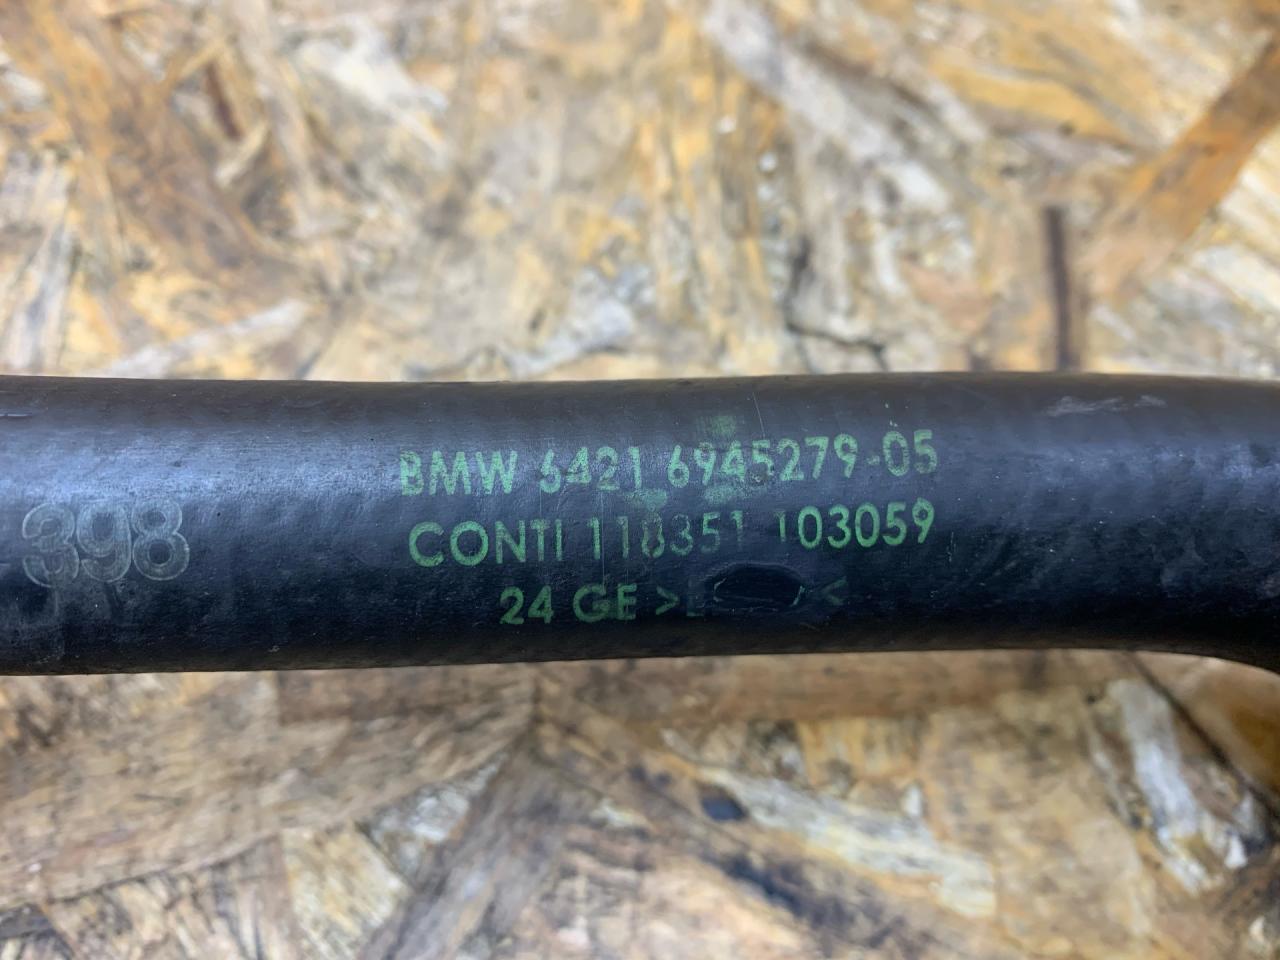 BMW 6421 6945279-05
398
CONTI 118351 103059
24 GE > <